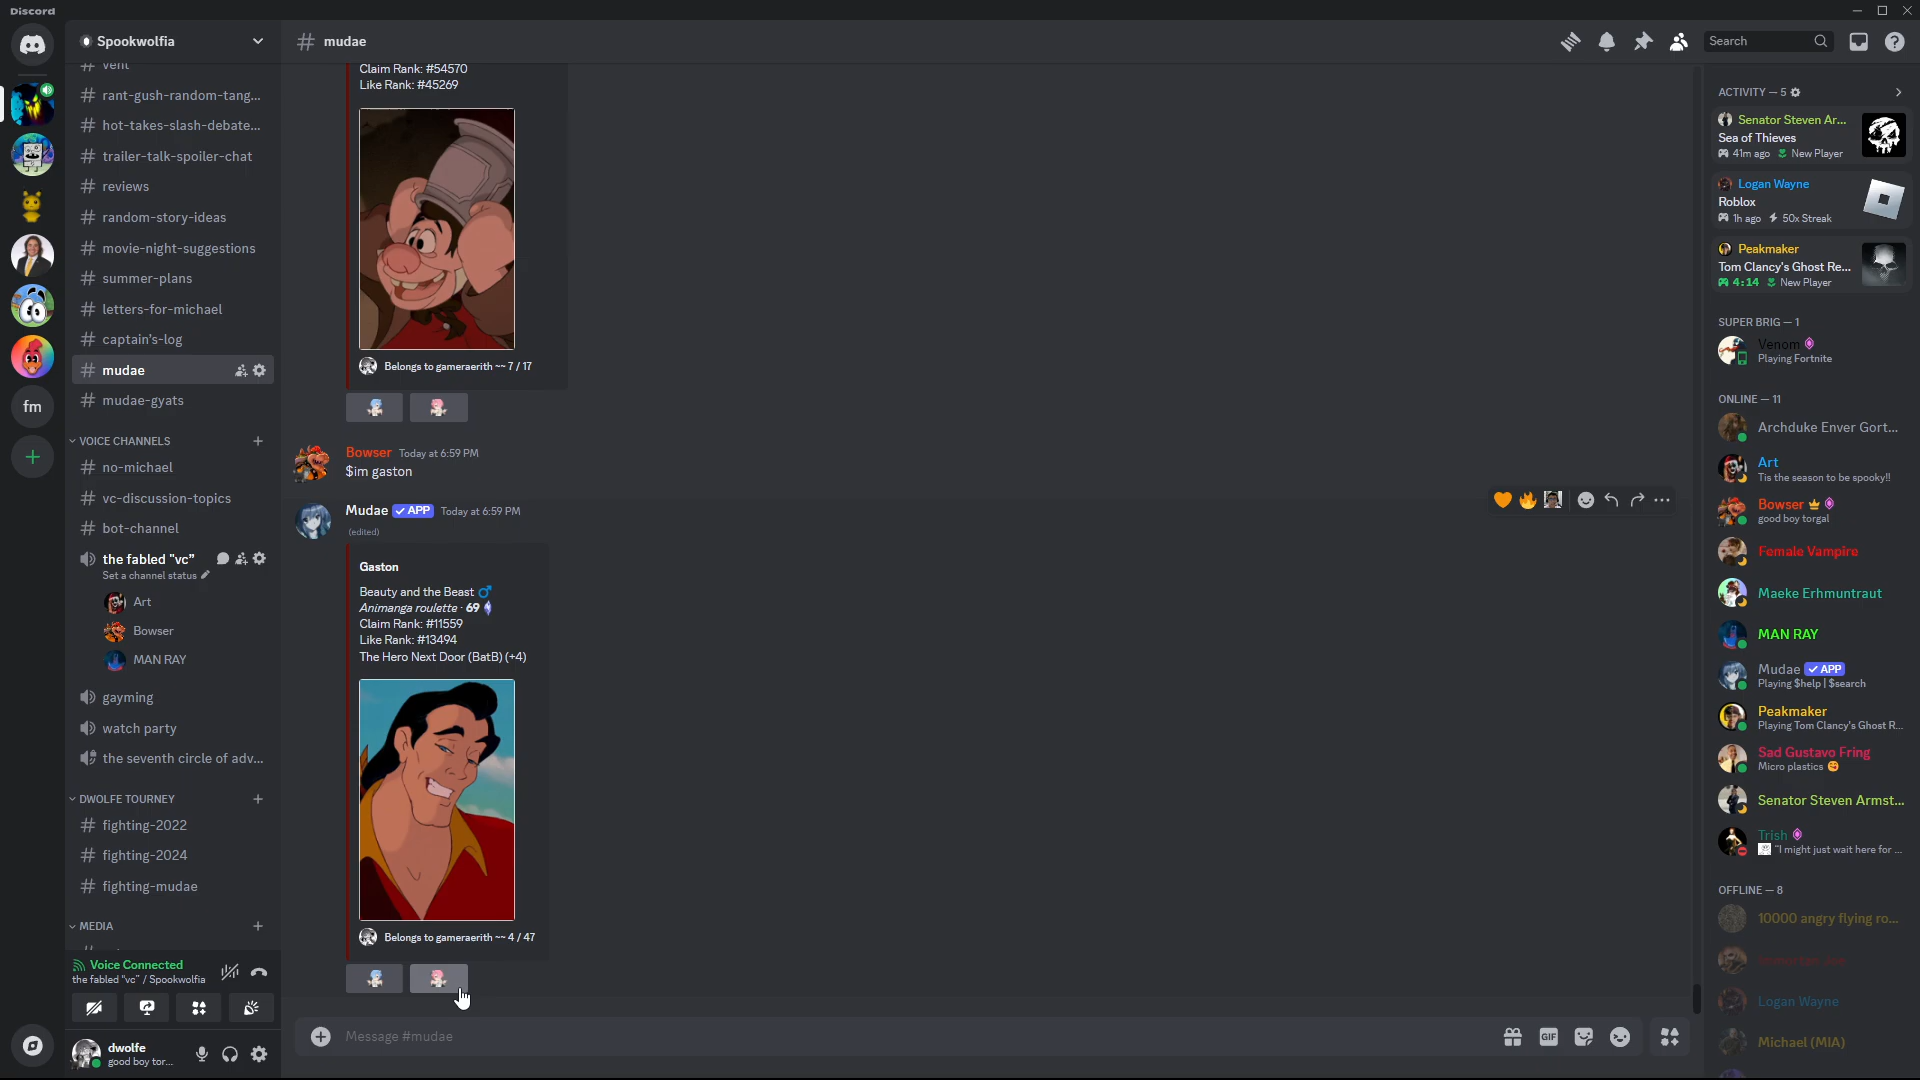 Discord
Spookwolfia
vent
rant-gush-random-tang...
hot-takes-slash-debate...
trailer-talk-spoiler-chat
reviews
random-story-ideas
movie-night-suggestions
summer-plans
letters-for-michael
captain's-log
mudae
mudae-gyats
fm
VOICE CHANNELS
no-michael
vc-discussion-topics
bot-channel
the fabled "vc"
Set a channel status
Art
Bowser
MAN RAY
gayming
watch party
the seventh circle of adv...
DWOLFE TOURNEY
fighting-2022
fighting-2024
fighting-mudae
MEDIA
Voice Connected
the fabled "vc" / Spookwolfia
dwolfe
good boy tor...
# mudae
Search
Claim Rank: #54570
Like Rank: #45269
Belongs to gameraerith ~~ 7 / 17
Bowser Today at 6:59 PM
$im gaston
Mudae ✓ APP Today at 6:59 PM
(edited)
Gaston
Beauty and the Beast
Animanga roulette · 69
Claim Rank: #11559
Like Rank: #13494
The Hero Next Door (BatB) (+4)
Belongs to gameraerith ~~ 4 / 47
Message #mudae
GIF
ACTIVITY — 5
Senator Steven Ar...
Sea of Thieves
41m ago New Player
Logan Wayne
Roblox
1h ago 50x Streak
Peakmaker
Tom Clancy's Ghost Re...
4:14 New Player
SUPER BRIG — 1
Venom
Playing Fortnite
ONLINE — 11
Archduke Enver Gort...
Art
Tis the season to be spooky!!
Bowser
good boy torgal
Female Vampire
Maeke Erhmuntraut
MAN RAY
Mudae ✓ APP
Playing $help | $search
Peakmaker
Playing Tom Clancy's Ghost R...
Sad Gustavo Fring
Micro plastics
Senator Steven Armst...
Trish
"I might just wait here for ...
OFFLINE — 8
10000 angry flying ro...
Logan Wayne
Michael (MIA)